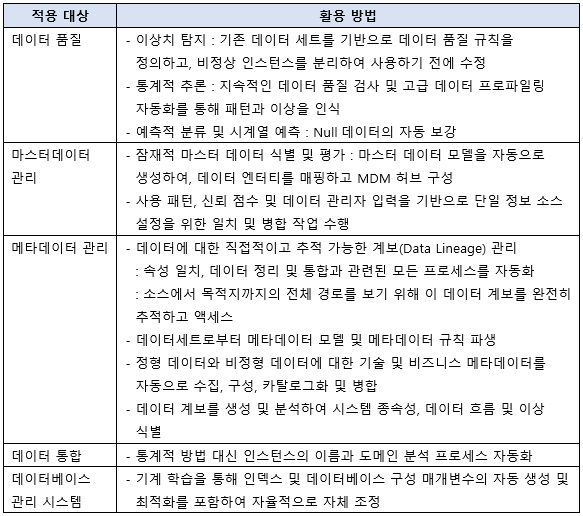 적용 대상
활용 방법
데이터 품질
- 이상치 탐지 : 기존 데이터 세트를 기반으로 데이터 품질 규칙을
정의하고, 비정상 인스턴스를 분리하여 사용하기 전에 수정
- 통계적 추론 : 지속적인 데이터 품질 검사 및 고급 데이터 프로파일링
자동화를 통해 패턴과 이상을 인식
- 예측적 분류 및 시계열 예측 : Null 데이터의 자동 보강
마스터데이터
관리
- 잠재적 마스터 데이터 식별 및 평가 : 마스터 데이터 모델을 자동으로
생성하여, 데이터 엔터티를 매핑하고 MDM 허브 구성
- 사용 패턴, 신뢰 점수 및 데이터 관리자 입력을 기반으로 단일 정보 소스
설정을 위한 일치 및 병합 작업 수행
메타데이터 관리
- 데이터에 대한 직접적이고 추적 가능한 계보(Data Lineage) 관리
: 속성 일치, 데이터 정리 및 통합과 관련된 모든 프로세스를 자동화
: 소스에서 목적지까지의 전체 경로를 보기 위해 이 데이터 계보를 완전히
추적하고 액세스
- 데이터세트로부터 메타데이터 모델 및 메타데이터 규칙 파생
- 정형 데이터와 비정형 데이터에 대한 기술 및 비즈니스 메타데이터를
자동으로 수집, 구성, 카탈로그화 및 병합
- 데이터 계보를 생성 및 분석하여 시스템 종속성, 데이터 흐름 및 이상
식별
데이터 통합
- 통계적 방법 대신 인스턴스의 이름과 도메인 분석 프로세스 자동화
데이터베이스
관리 시스템
- 기계 학습을 통해 인덱스 및 데이터베이스 구성 매개변수의 자동 생성 및
최적화를 포함하여 자율적으로 자체 조정